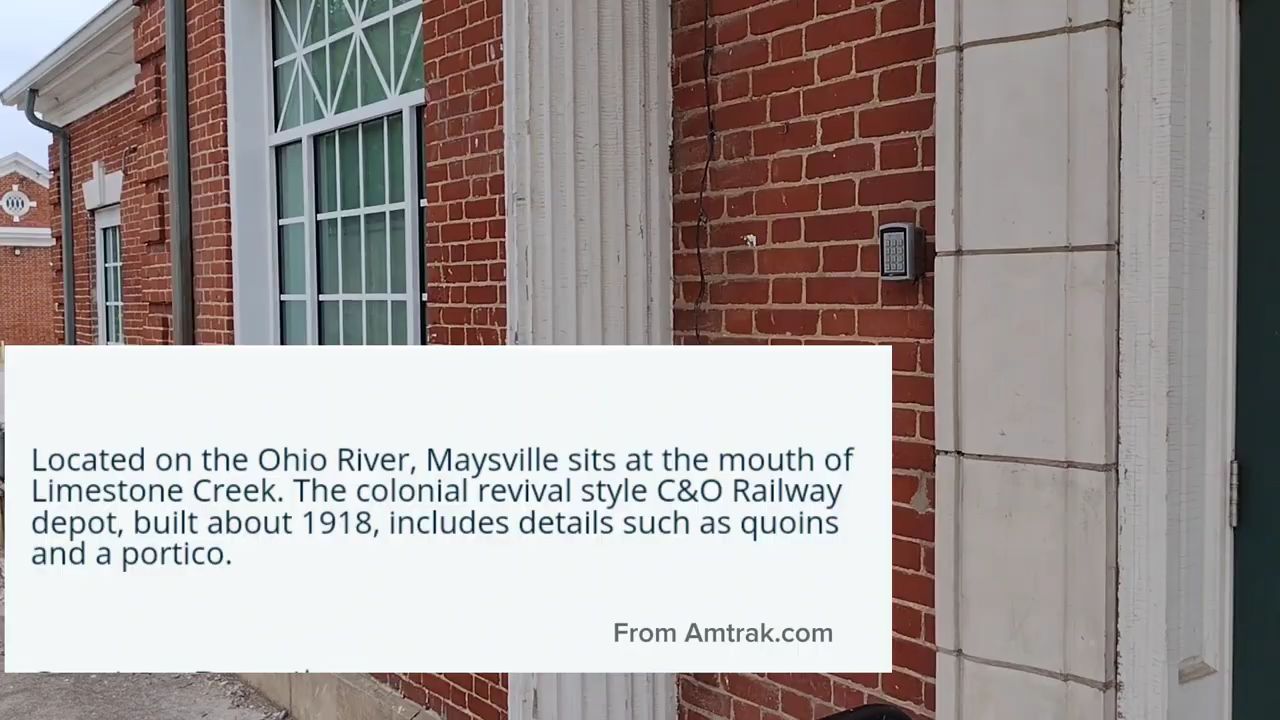 Located on the Ohio River, Maysville sits at the mouth of
Limestone Creek. The colonial revival style C&O Railway
depot, built about 1918, includes details such as quoins
and a portico.
From Amtrak.com